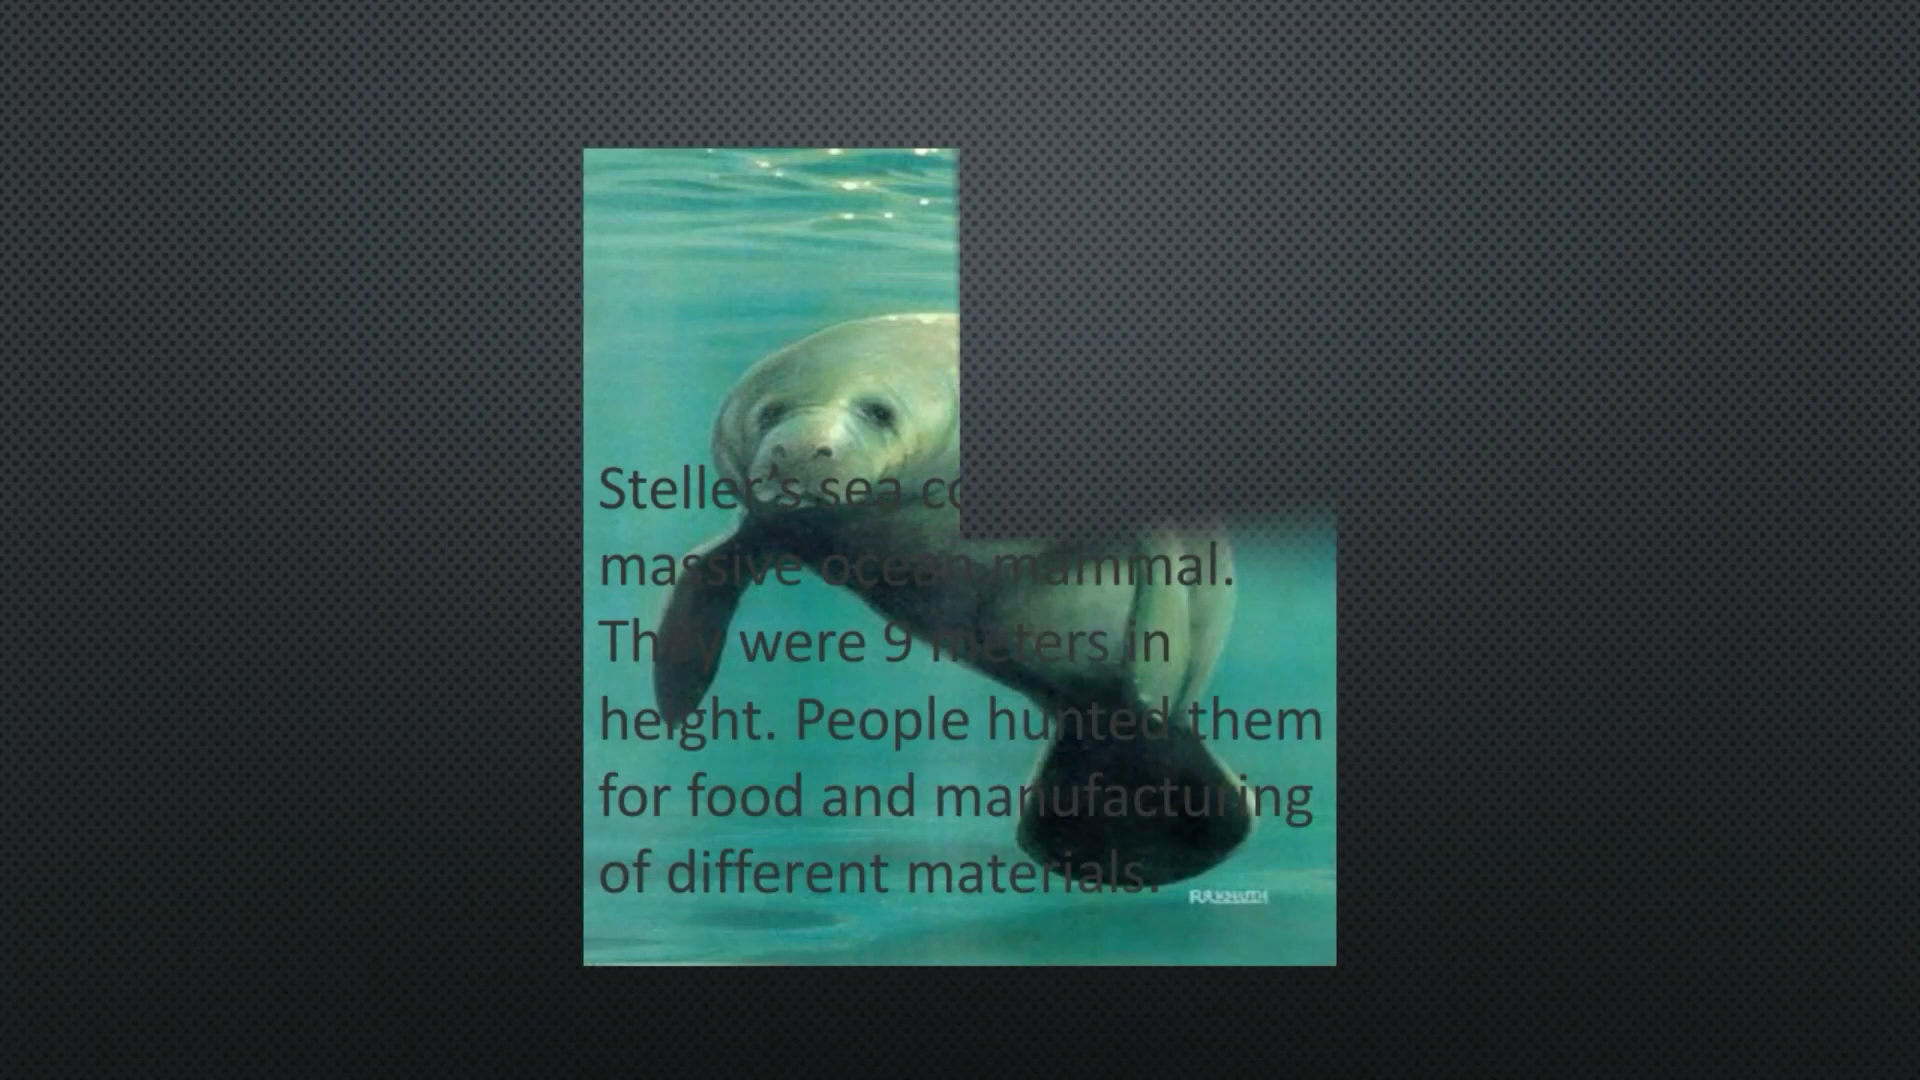 Steller's sea co
massive ocean mammal.
They were 9 meters in
height. People hunted them
for food and manufacturing
of different materials.